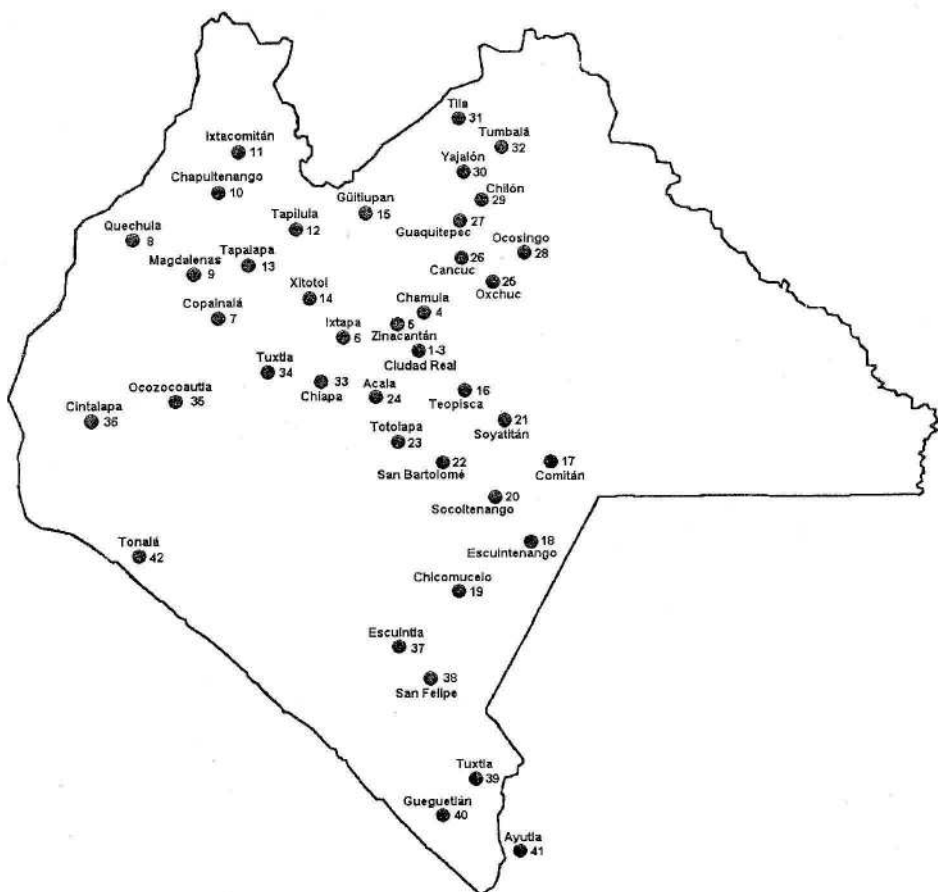 Tila
31
Tumbalá
32
Ixtacomitán
11
Yajalón
30
Chapultenango
10
Chilón
29
Güitiupan
15
Tapilula
12
27
Guaquitepec
Quechula
8
Ocosingo
28
Tapalapa
13
26
Cancuc
Magdalenas
9
25
Oxchuc
Xitotol
14
Chamula
4
Copainalá
7
5
Zinacantán
Ixtapa
6
1-3
Ciudad Real
Tuxtla
34
33
Chiapa
Acala
24
16
Teopisca
Ocozocoautla
35
Cintalapa
36
21
Soyatitán
Totolapa
23
22
San Bartolomé
17
Comitán
20
Socoltenango
18
Escuintenango
Tonalá
42
Chicomucelo
19
Escuintla
37
38
San Felipe
Tuxtla
39
Gueguetlán
40
Ayutla
41